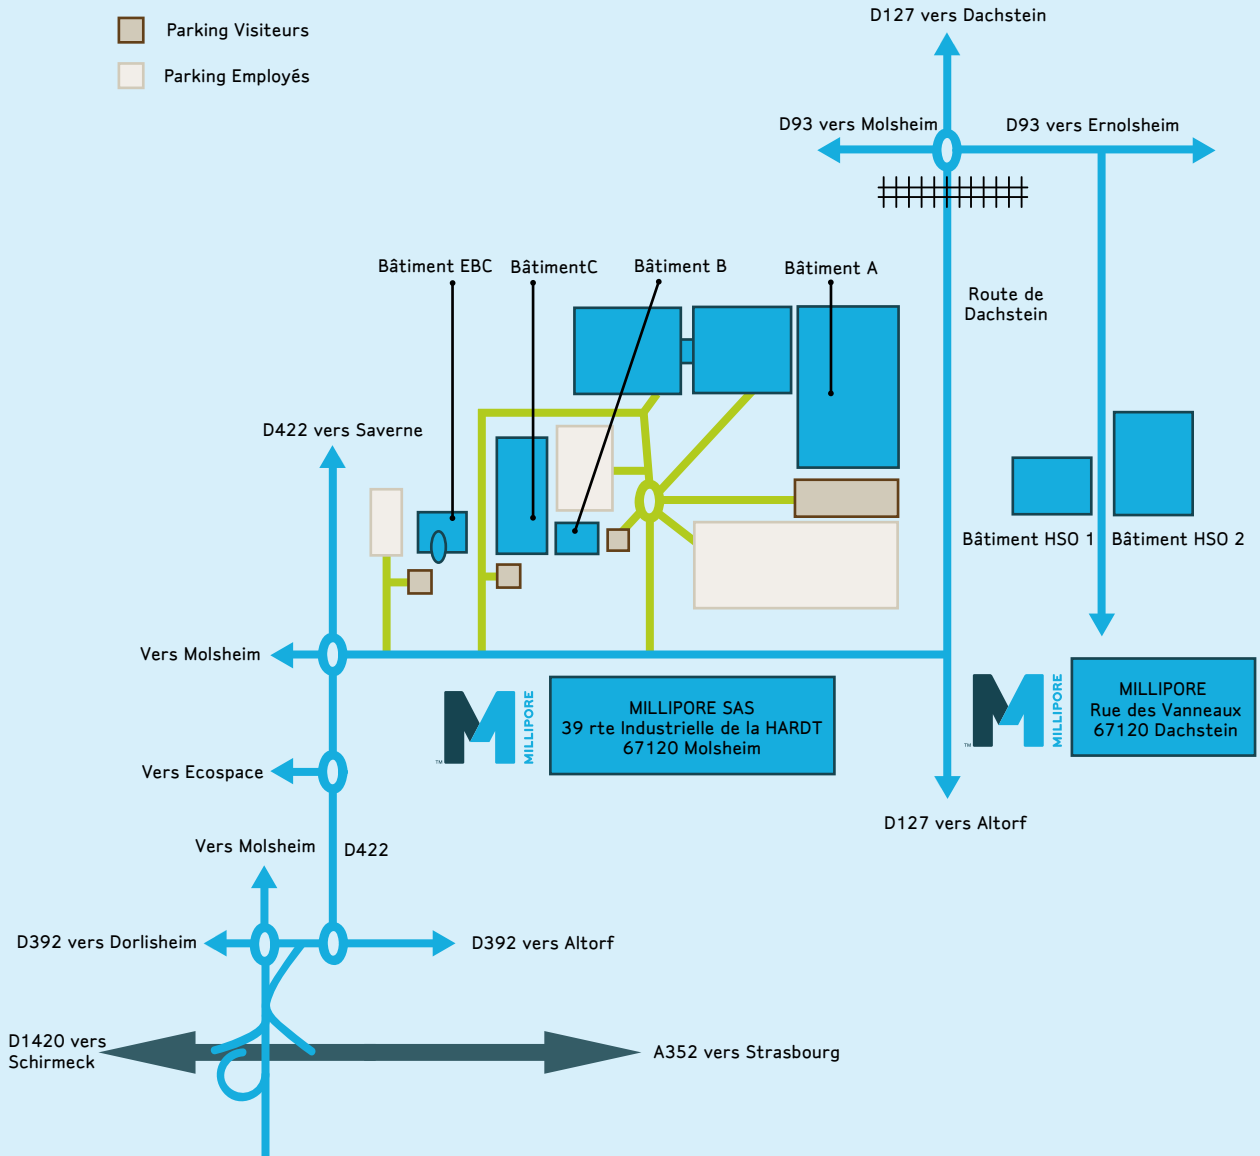 D127 vers Dachstein
Parking Visiteurs
Parking Employés
D93 vers Molsheim
D93 vers Ernolsheim
Bâtiment EBC
BâtimentC
Bâtiment B
Bâtiment A
Route de
Dachstein
D422 vers Saverne
Bâtiment HSO 1
Bâtiment HSO 2
Vers Molsheim
MILLIPORE
TM
MILLIPORE SAS
39 rte Industrielle de la HARDT
67120 Molsheim
MILLIPORE
TM
MILLIPORE
Rue des Vanneaux
67120 Dachstein
Vers Ecospace
D127 vers Altorf
Vers Molsheim
D422
D392 vers Dorlisheim
D392 vers Altorf
D1420 vers
Schirmeck
A352 vers Strasbourg